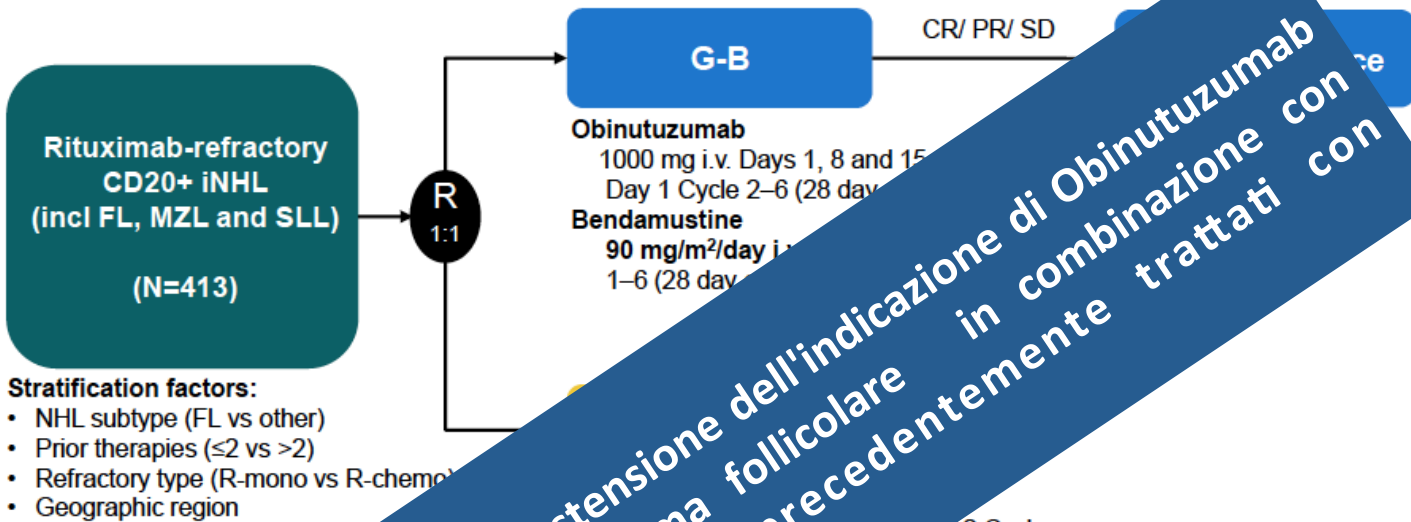 Rituximab-refractory
CD20+ iNHL
(incl FL, MZL and SLL)
(N=413)
Stratification factors:
• NHL subtype (FL vs other)
• Prior therapies (≤2 vs >2)
• Refractory type (R-mono vs R-chemo)
• Geographic region
R
1:1
G-B
CR/ PR/ SD
Obinutuzumab
1000 mg i.v. Days 1, 8 and 15
Day 1 Cycle 2–6 (28 day
Bendamustine
90 mg/m²/day i.v
1–6 (28 day
dell'indicazione di Obinutuzumab
follicolare in combinazione con
trattati con